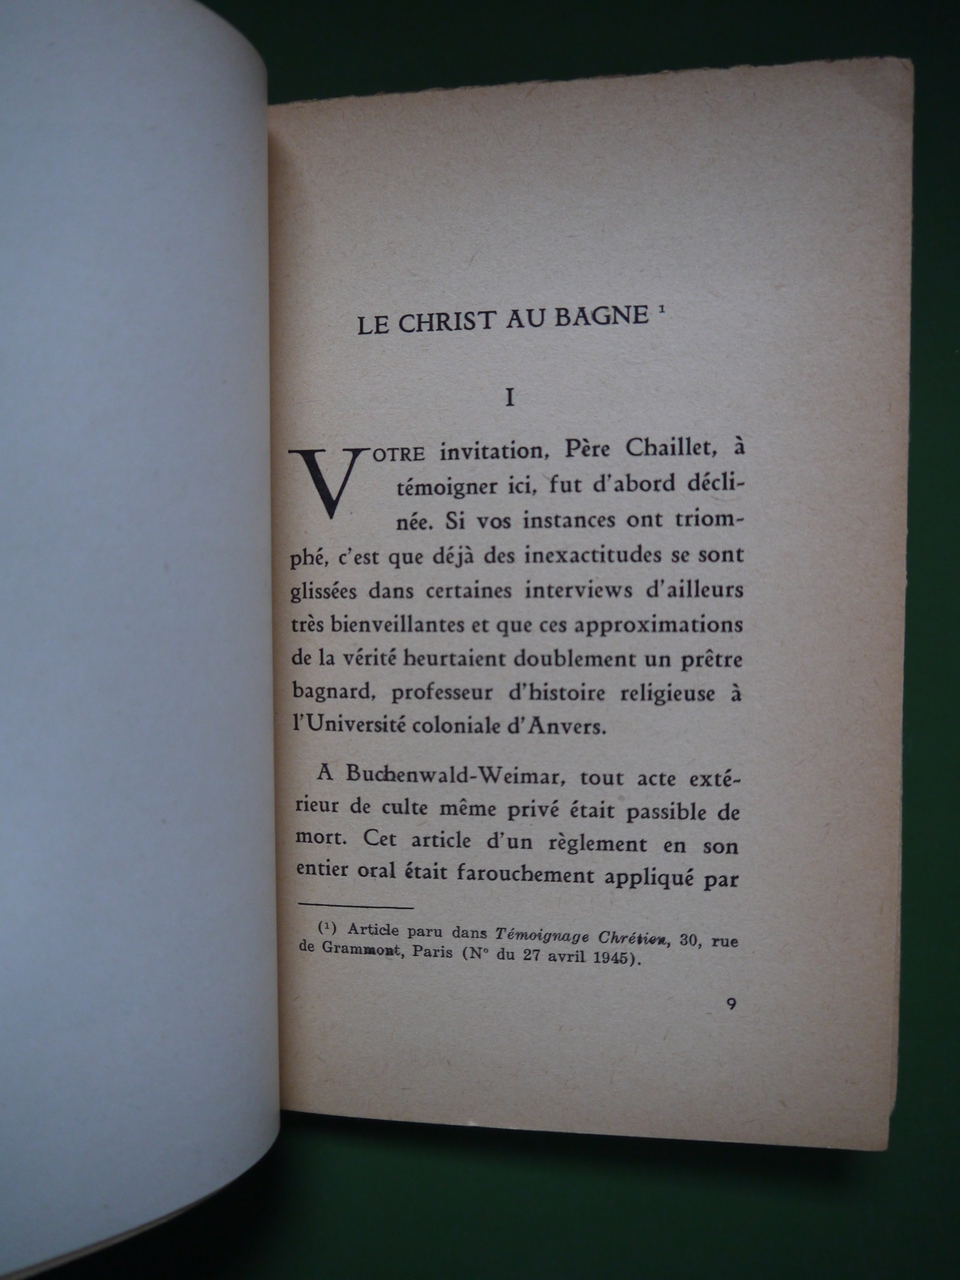 LE CHRIST AU BAGNE ¹
I
VOTRE invitation, Père Chaillet, à
témoigner ici, fut d'abord décli-
née. Si vos instances ont triom-
phé, c'est que déjà des inexactitudes se sont
glissées dans certaines interviews d'ailleurs
très bienveillantes et que ces approximations
de la vérité heurtaient doublement un prêtre
bagnard, professeur d'histoire religieuse à
l'Université coloniale d'Anvers.
A Buchenwald-Weimar, tout acte exté-
rieur de culte même privé était passible de
mort. Cet article d'un règlement en son
entier oral était farouchement appliqué par
(¹) Article paru dans Témoignage Chrétien, 30, rue
de Grammont, Paris (N° du 27 avril 1945).
9